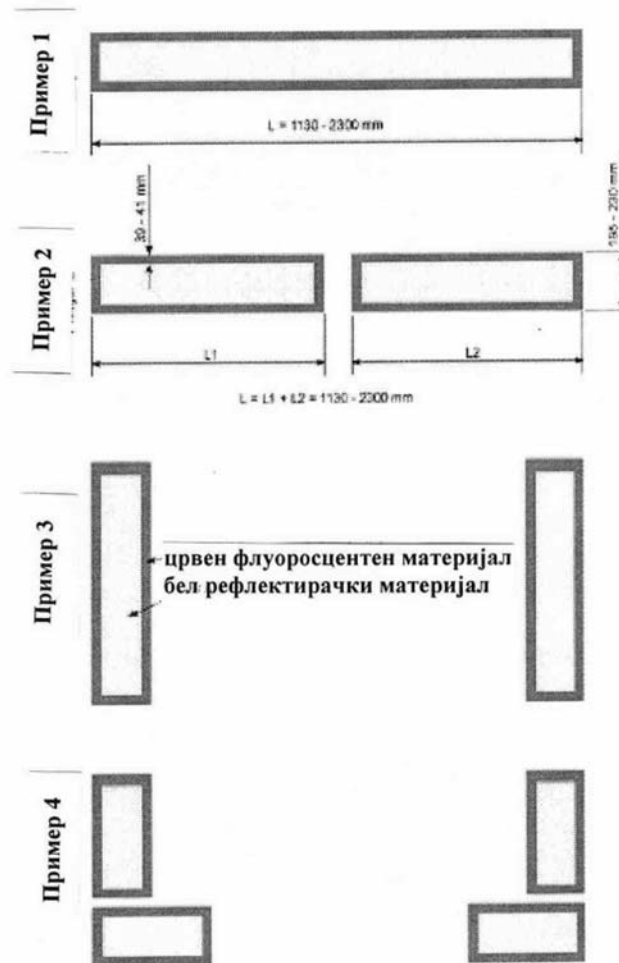 Пример 1
L = 1130 - 2300 mm
Пример 2
39 - 41 mm
195 - 230 mm
L1
L2
L = L1 + L2 = 1130 - 2300 mm
Пример 3
црвен флуоросцентен материјал
бел рефлектирачки материјал
Пример 4